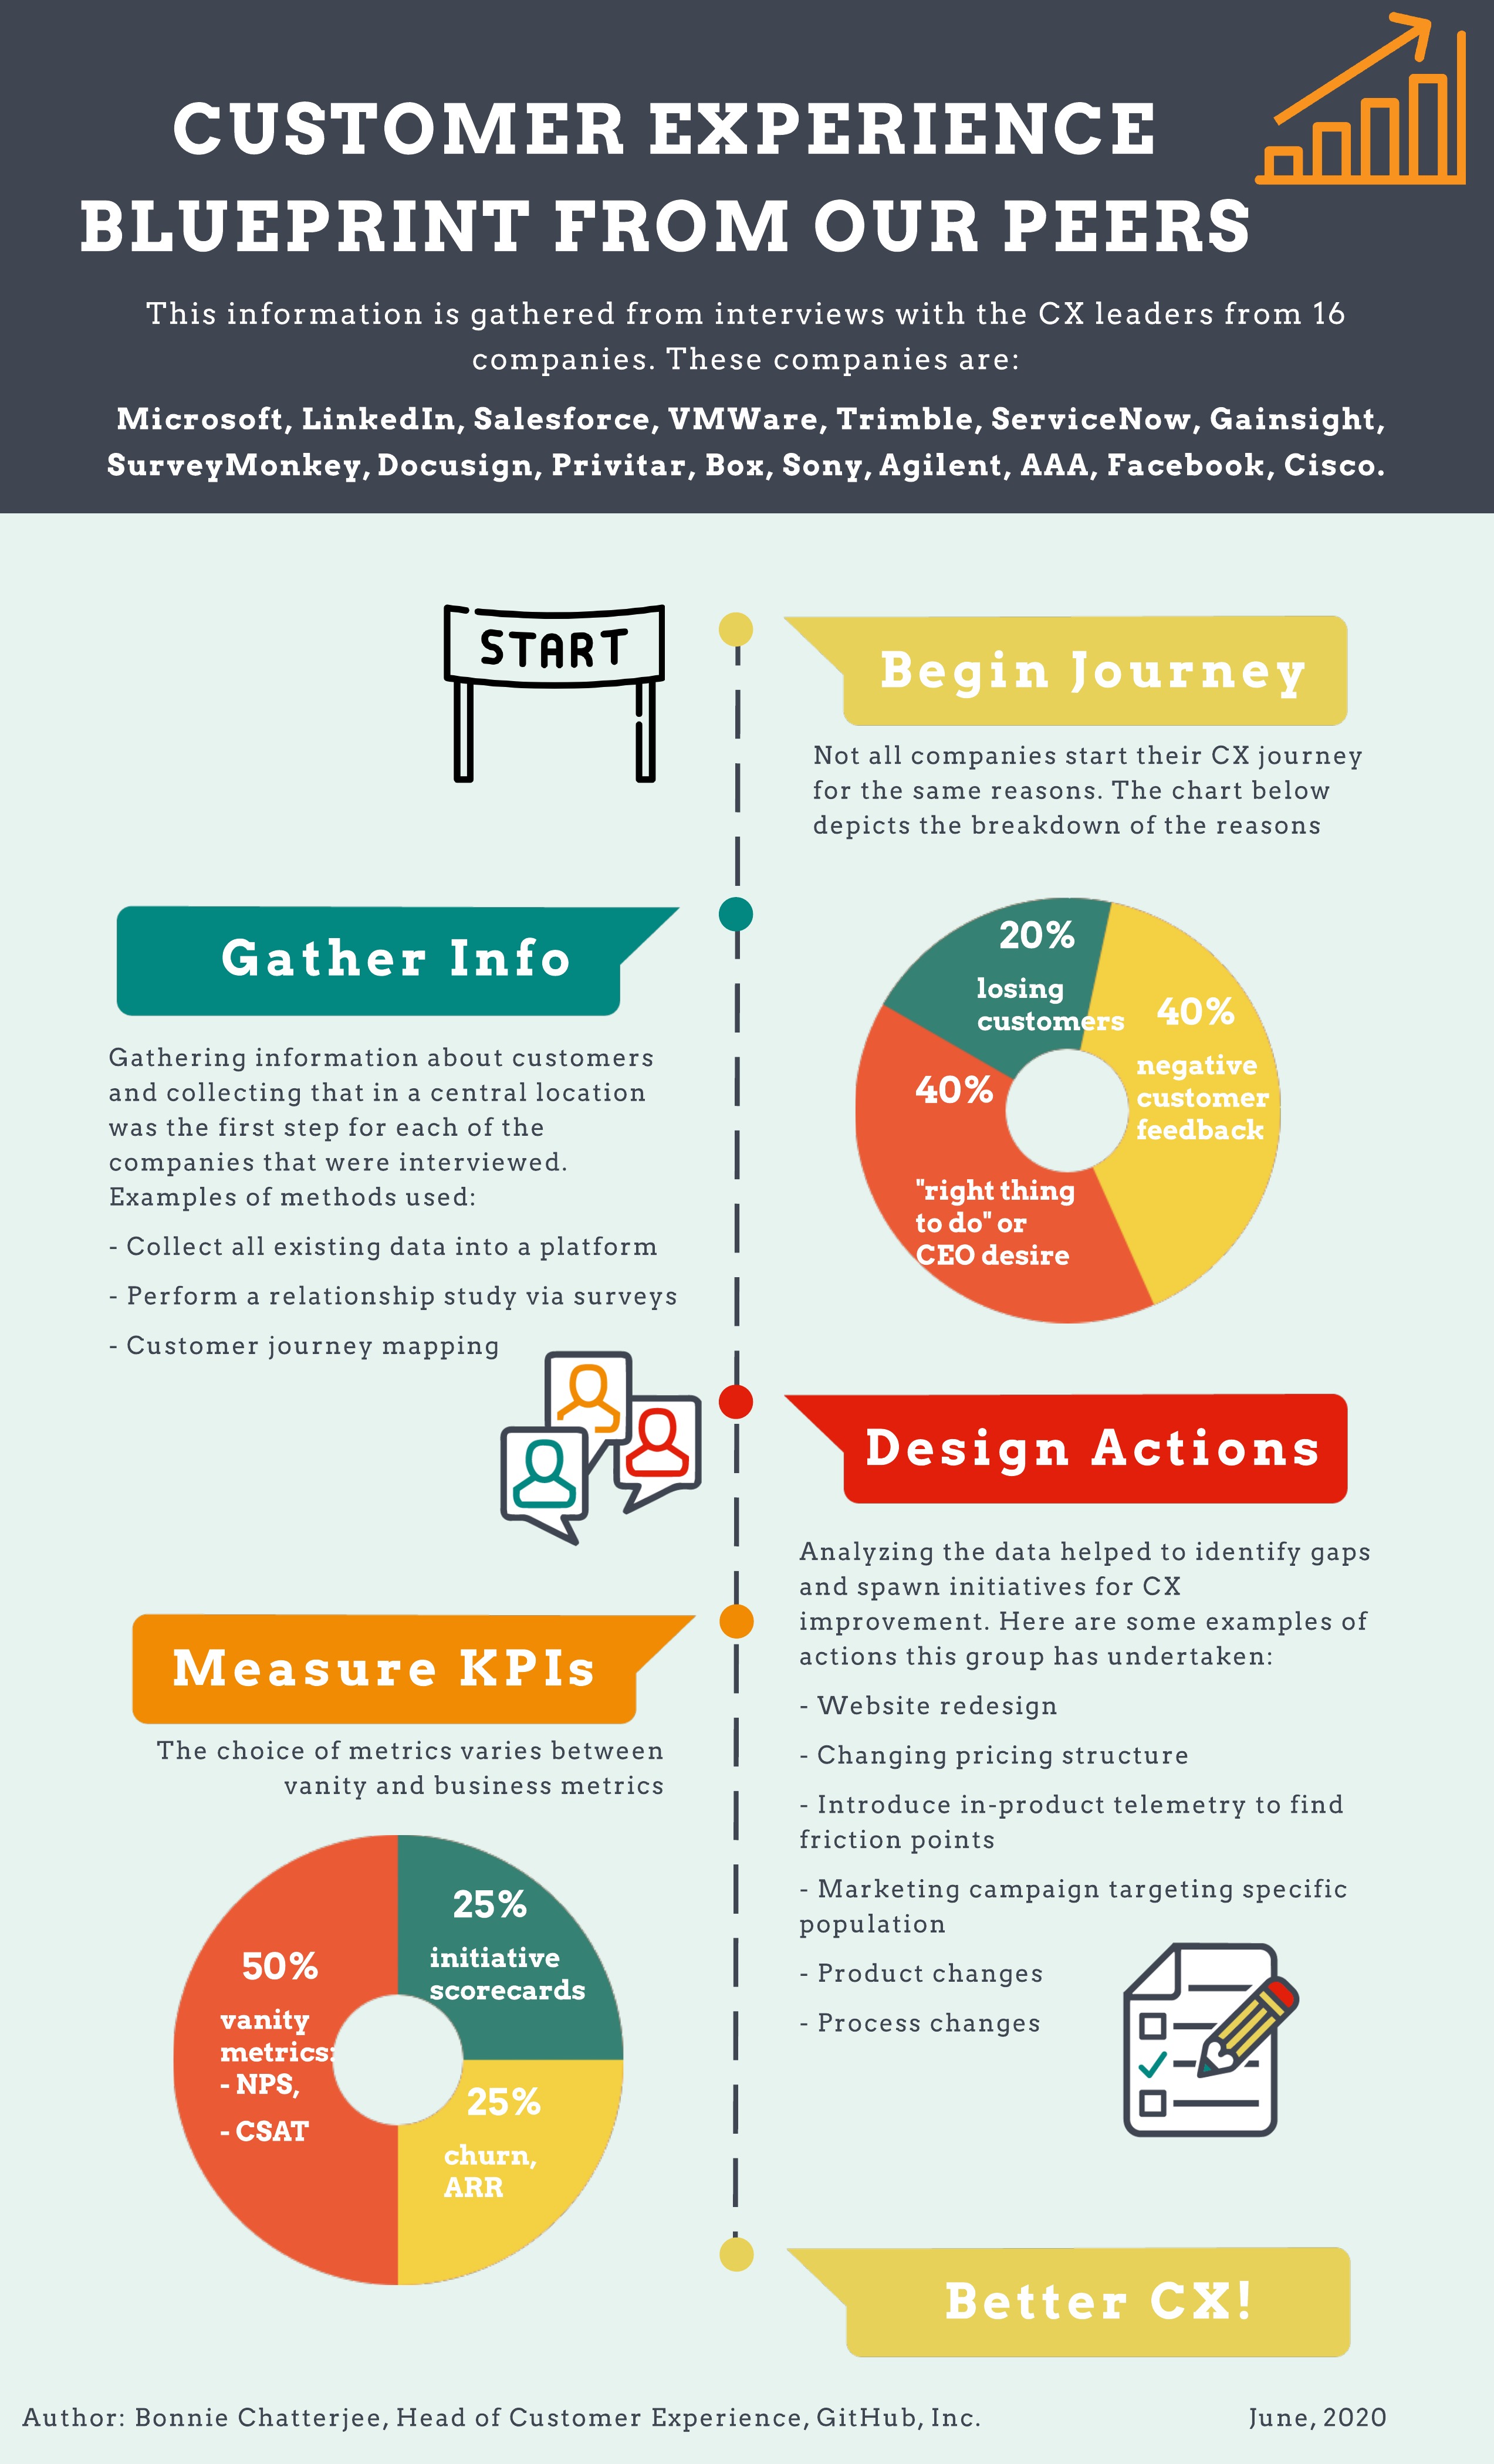 CUSTOMER EXPERIENCE
BLUEPRINT FROM OUR PEERS
This information is gathered from interviews with the CX leaders from 16
companies. These companies are:
Microsoft, LinkedIn, Salesforce, VMWare, Trimble, ServiceNow, Gainsight,
SurveyMonkey, Docusign, Privitar, Box, Sony, Agilent, AAA, Facebook, Cisco.
START
Begin Journey
Not all companies start their CX journey
for the same reasons. The chart below
depicts the breakdown of the reasons
20%
losing
customers
40%
negative
customer
feedback
40%
"right thing
to do" or
CEO desire
Gather Info
Gathering information about customers
and collecting that in a central location
was the first step for each of the
companies that were interviewed.
Examples of methods used:
- Collect all existing data into a platform
- Perform a relationship study via surveys
- Customer journey mapping
Design Actions
Analyzing the data helped to identify gaps
and spawn initiatives for CX
improvement. Here are some examples of
actions this group has undertaken:
- Website redesign
- Changing pricing structure
- Introduce in-product telemetry to find
friction points
- Marketing campaign targeting specific
population
- Product changes
- Process changes
Measure KPIs
The choice of metrics varies between
vanity and business metrics
50%
vanity
metrics:
- NPS,
- CSAT
25%
initiative
scorecards
25%
churn,
ARR
Better CX!
Author: Bonnie Chatterjee, Head of Customer Experience, GitHub, Inc.
June, 2020